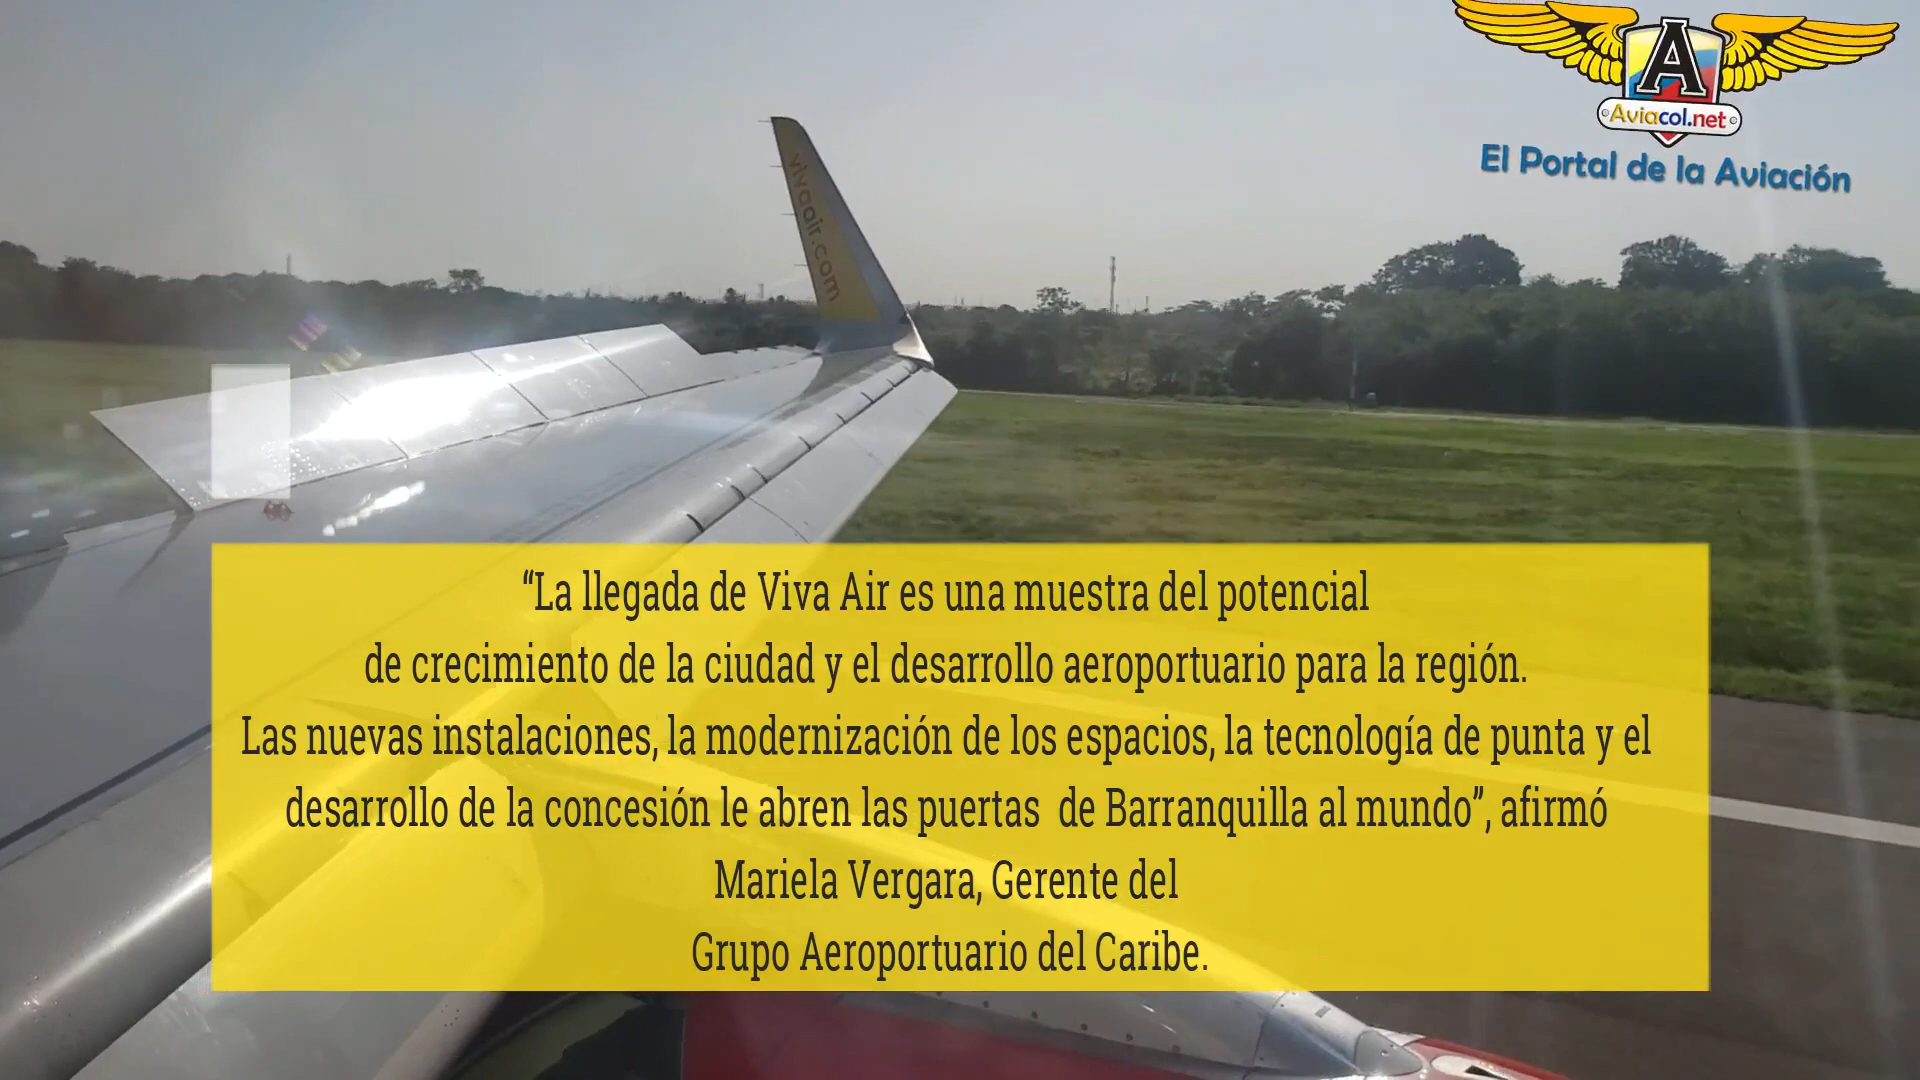 A
Aviacol.net
El Portal de la Aviación
vivaair.com
“La llegada de Viva Air es una muestra del potencial
de crecimiento de la ciudad y el desarrollo aeroportuario para la región.
Las nuevas instalaciones, la modernización de los espacios, la tecnología de punta y el
desarrollo de la concesión le abren las puertas  de Barranquilla al mundo”, afirmó
Mariela Vergara, Gerente del
Grupo Aeroportuario del Caribe.